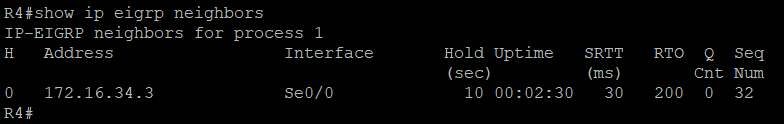 R4#show ip eigrp neighbors
IP-EIGRP neighbors for process 1
H   Address                 Interface       Hold Uptime   SRTT   RTO  Q  Seq
                                            (sec)         (ms)       Cnt Num
0   172.16.34.3             Se0/0             10 00:02:30   30   200  0  32
R4#